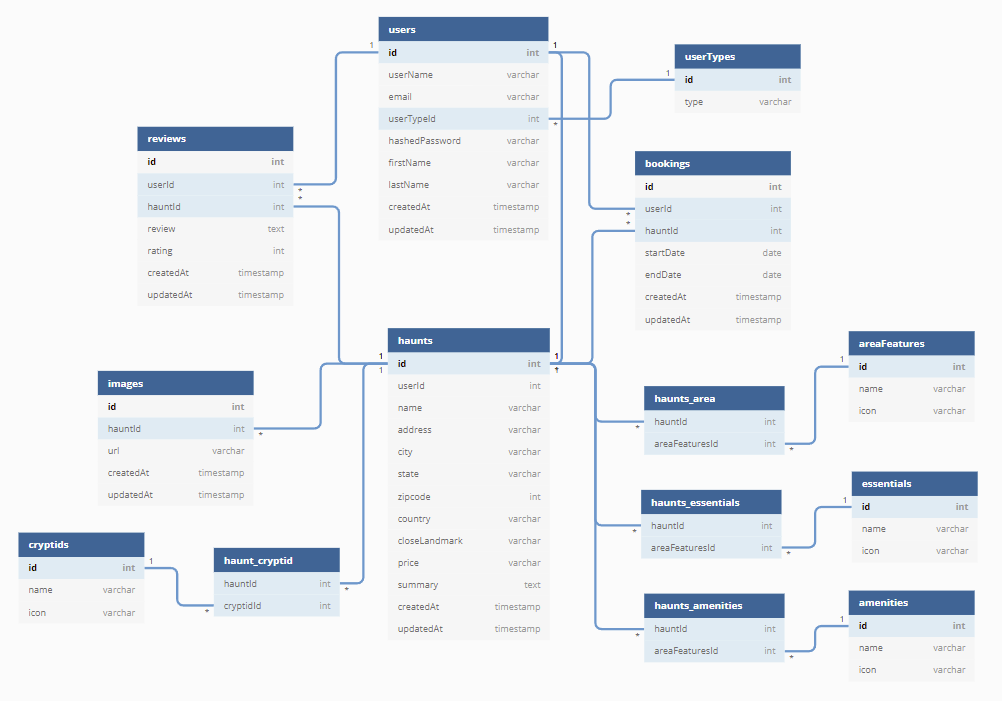 users
id int
userName varchar
email varchar
userTypeId int
hashedPassword varchar
firstName varchar
lastName varchar
createdAt timestamp
updatedAt timestamp
userTypes
id int
type varchar
reviews
id int
userId int
hauntId int
review text
rating int
createdAt timestamp
updatedAt timestamp
bookings
id int
userId int
hauntId int
startDate date
endDate date
createdAt timestamp
updatedAt timestamp
haunts
id int
userId int
name varchar
address varchar
city varchar
state varchar
zipcode int
country varchar
closeLandmark varchar
price varchar
summary text
createdAt timestamp
updatedAt timestamp
images
id int
hauntId int
url varchar
createdAt timestamp
updatedAt timestamp
cryptids
id int
name varchar
icon varchar
haunt_cryptid
hauntId int
cryptidId int
haunts_area
hauntId int
areaFeaturesId int
areaFeatures
id int
name varchar
icon varchar
haunts_essentials
hauntId int
areaFeaturesId int
essentials
id int
name varchar
icon varchar
haunts_amenities
hauntId int
areaFeaturesId int
amenities
id int
name varchar
icon varchar
1
1
1
*
*
*
*
*
1
1
1
*
*
1
*
*
1
*
*
1
*
*
1
*
*
1
*